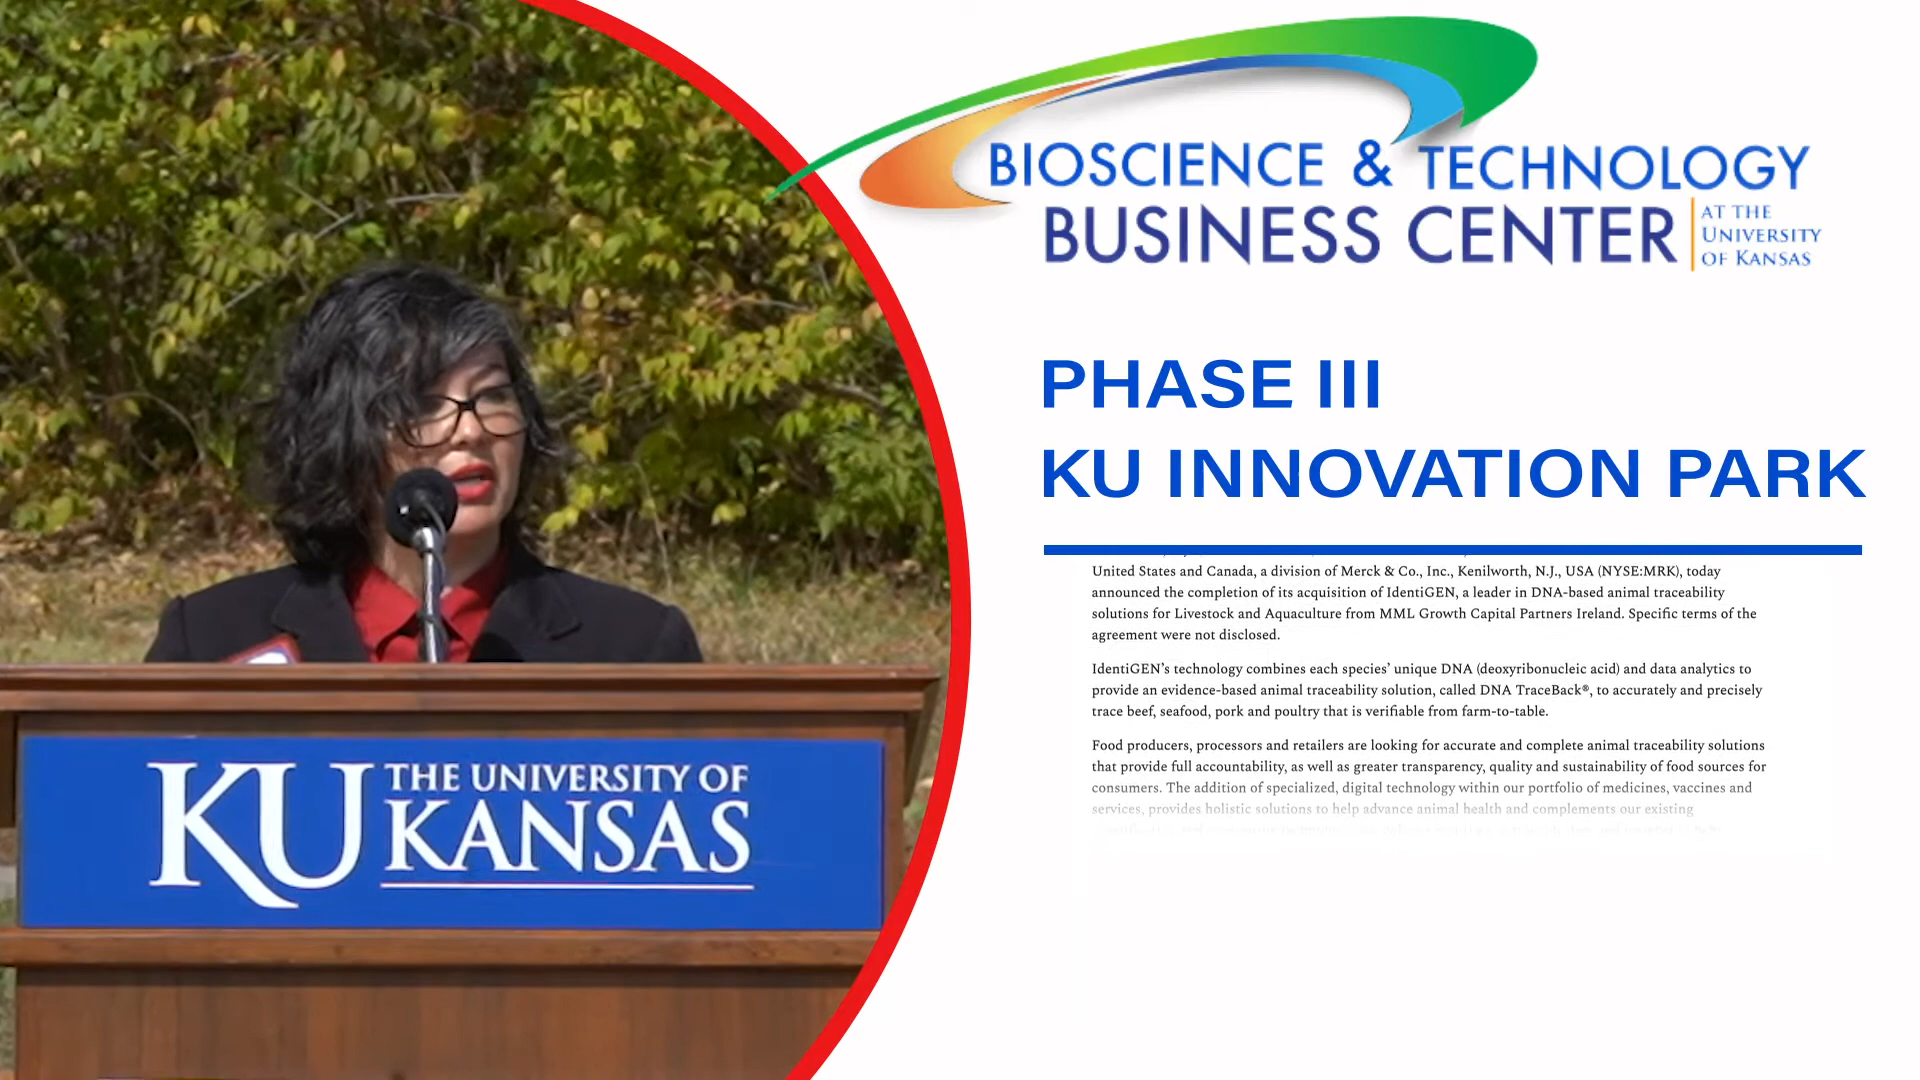 BIOSCIENCE & TECHNOLOGY
BUSINESS CENTER
AT THE
UNIVERSITY
OF KANSAS
PHASE III
KU INNOVATION PARK
United States and Canada, a division of Merck & Co., Inc., Kenilworth, N.J., USA (NYSE:MRK), today
announced the completion of its acquisition of IdentiGEN, a leader in DNA-based animal traceability
solutions for Livestock and Aquaculture from MML Growth Capital Partners Ireland. Specific terms of the
agreement were not disclosed.
IdentiGEN’s technology combines each species’ unique DNA (deoxyribonucleic acid) and data analytics to
provide an evidence-based animal traceability solution, called DNA TraceBack®, to accurately and precisely
trace beef, seafood, pork and poultry that is verifiable from farm-to-table.
Food producers, processors and retailers are looking for accurate and complete animal traceability solutions
that provide full accountability, as well as greater transparency, quality and sustainability of food sources for
consumers. The addition of specialized, digital technology within our portfolio of medicines, vaccines and
services, provides holistic solutions to help advance animal health and complements our existing
KU THE UNIVERSITY OF
KANSAS